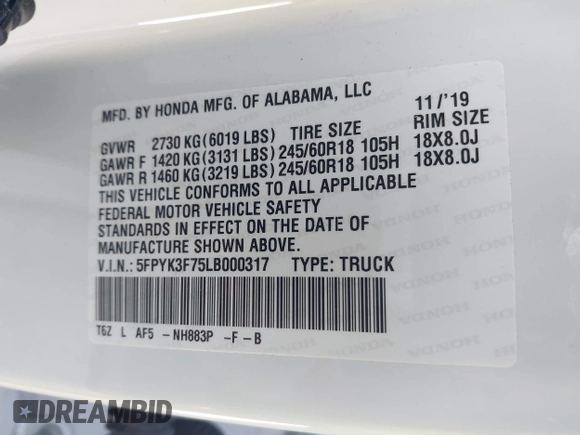 MFD. BY HONDA MFG. OF ALABAMA, LLC 11/'19
GVWR 2730 KG(6019 LBS) TIRE SIZE RIM SIZE
GAWR F 1420 KG(3131 LBS) 245/60R18 105H 18X8.0J
GAWR R 1460 KG(3219 LBS) 245/60R18 105H 18X8.0J
THIS VEHICLE CONFORMS TO ALL APPLICABLE
FEDERAL MOTOR VEHICLE SAFETY
STANDARDS IN EFFECT ON THE DATE OF
MANUFACTURE SHOWN ABOVE.
V.I.N.: 5FPYK3F75LB000317 TYPE: TRUCK
T6Z L AF5 -NH883P -F-B
DREAMBID